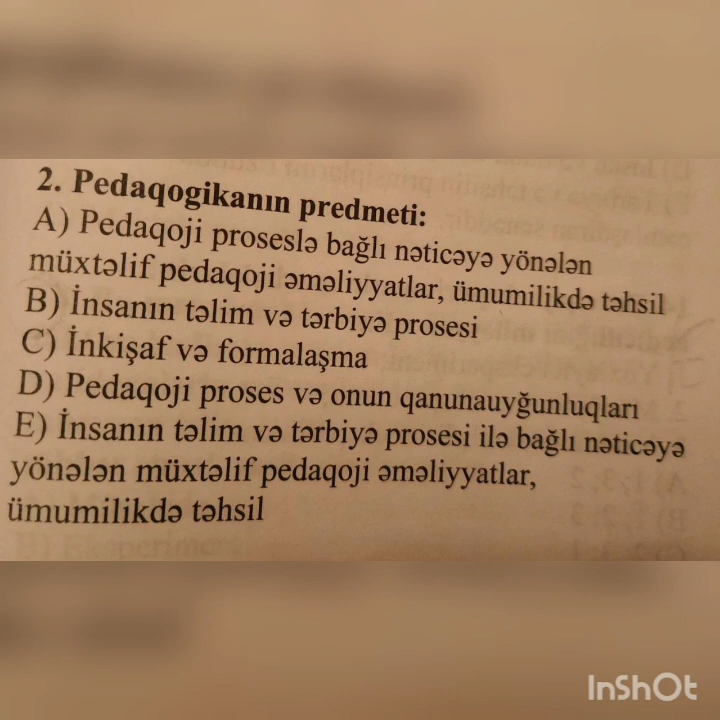 2. Pedaqogikanın predmeti:
A) Pedaqoji proseslə bağlı nəticəyə yönələn
müxtəlif pedaqoji əməliyyatlar, ümumilikdə təhsil
B) İnsanın təlim və tərbiyə prosesi
C) İnkişaf və formalaşma
D) Pedaqoji proses və onun qanunauyğunluqları
E) İnsanın təlim və tərbiyə prosesi ilə bağlı nəticəyə
yönələn müxtəlif pedaqoji əməliyyatlar,
ümumilikdə təhsil
InShOt